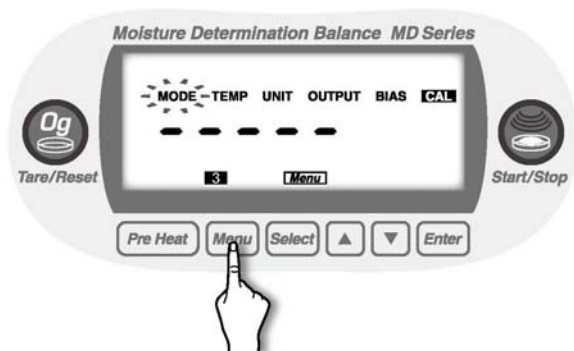 Moisture Determination Balance MD Series
MODE TEMP UNIT OUTPUT BIAS CAL
Og
- - - - -
Tare/Reset
3 Menu
Start/Stop
Pre Heat Menu Select ▲ ▼ Enter